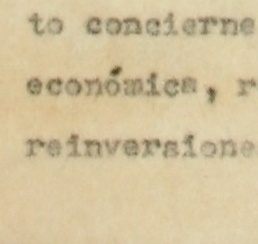 to concierne
económica, r
reinversione